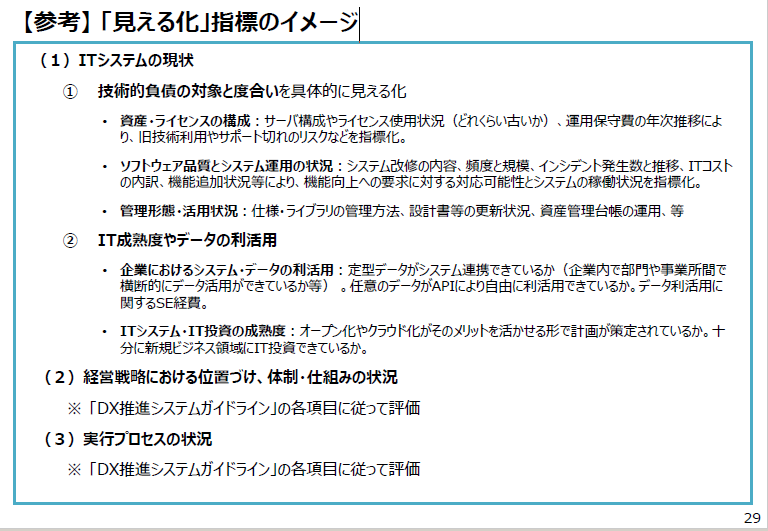 【参考】「見える化」指標のイメージ
（１）ITシステムの現状
① 技術的負債の対象と度合いを具体的に見える化
・ 資産・ライセンスの構成：サーバ構成やライセンス使用状況（どれくらい古いか）、運用保守費の年次推移によ
り、旧技術利用やサポート切れのリスクなどを指標化。
・ ソフトウェア品質とシステム運用の状況：システム改修の内容、頻度と規模、インシデント発生数と推移、ITコスト
の内訳、機能追加状況等により、機能向上への要求に対する対応可能性とシステムの稼働状況を指標化。
・ 管理形態・活用状況：仕様・ライブラリの管理方法、設計書等の更新状況、資産管理台帳の運用、等
② IT成熟度やデータの利活用
・ 企業におけるシステム・データの利活用：定型データがシステム連携できているか（企業内で部門や事業所間で
横断的にデータ活用ができているか等） 。任意のデータがAPIにより自由に利活用できているか。データ利活用に
関するSE経費。
・ ITシステム・IT投資の成熟度：オープン化やクラウド化がそのメリットを活かせる形で計画が策定されているか。十
分に新規ビジネス領域にIT投資できているか。
（２）経営戦略における位置づけ、体制・仕組みの状況
※ 「DX推進システムガイドライン」の各項目に従って評価
（３）実行プロセスの状況
※ 「DX推進システムガイドライン」の各項目に従って評価
29